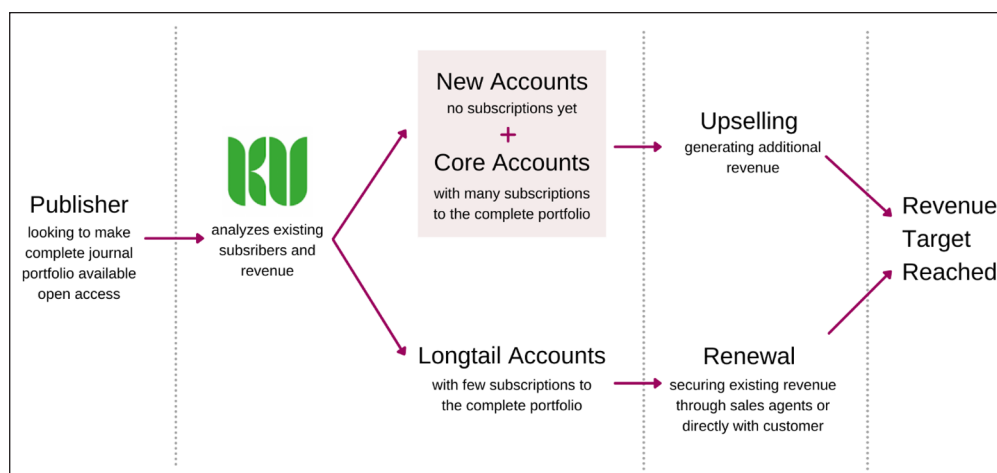 Publisher
looking to make
complete journal
portfolio available
open access
KU
analyzes existing
subsribers and
revenue
New Accounts
no subscriptions yet
+
Core Accounts
with many subscriptions
to the complete portfolio
Longtail Accounts
with few subscriptions to
the complete portfolio
Upselling
generating additional
revenue
Renewal
securing existing revenue
through sales agents or
directly with customer
Revenue
Target
Reached